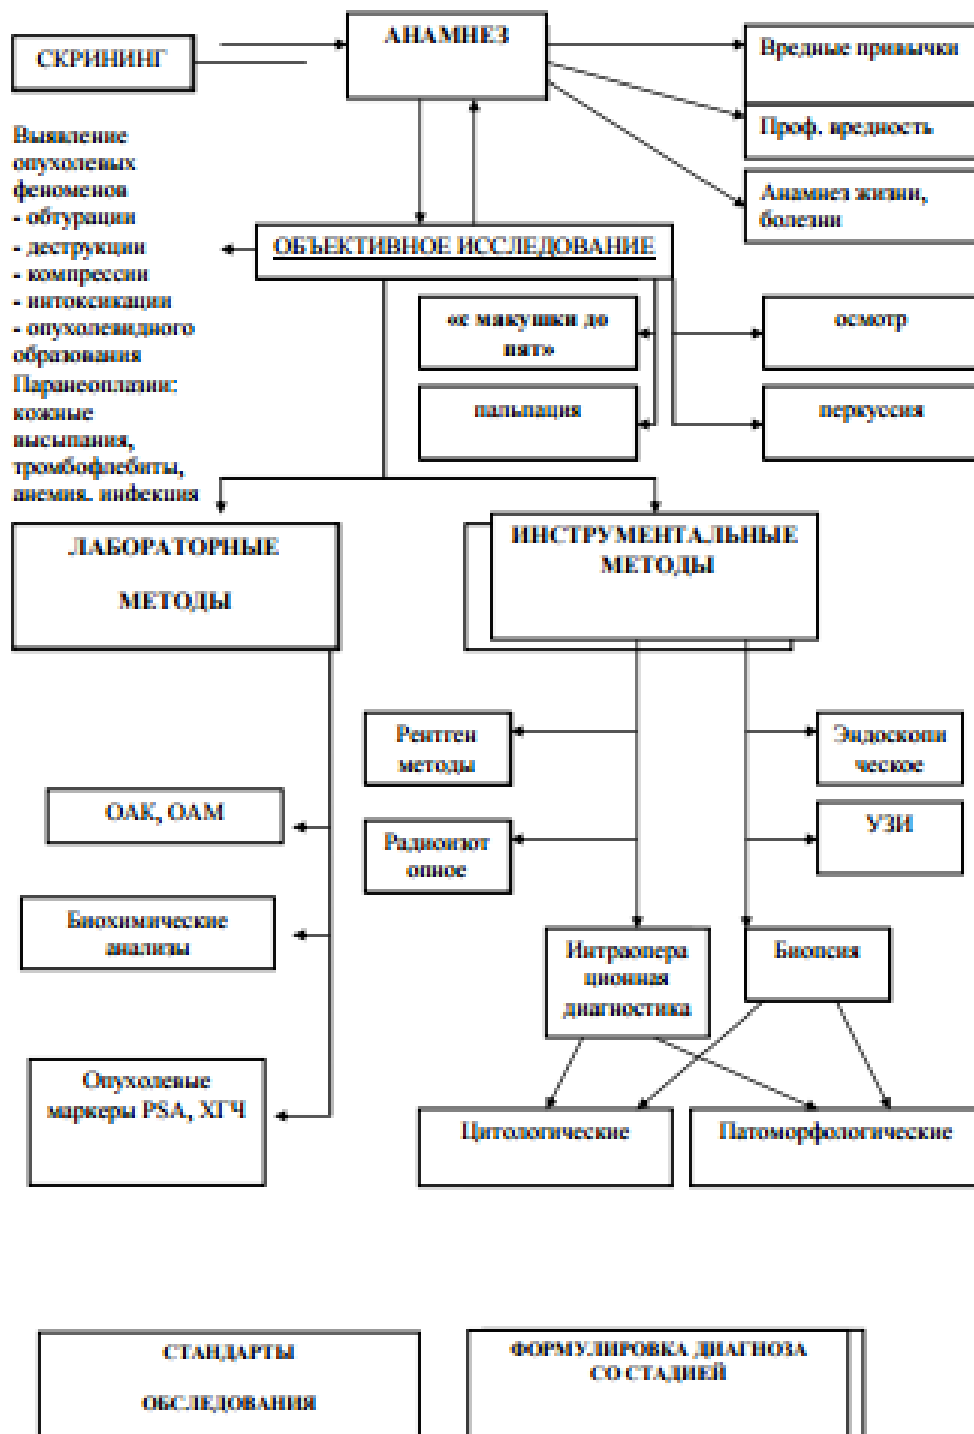 СКРИНИНГ
АНАМНЕЗ
Вредные привычки
Проф. вредность
Анамнез жизни,
болезни
Выявление
опухолевых
феноменов
- обтурации
- деструкции
- компрессии
- интоксикации
- опухолевидного
образования
Паранеоплазии:
кожные
высыпания,
тромбофлебиты,
анемия. инфекция
ОБЪЕКТИВНОЕ ИССЛЕДОВАНИЕ
«с макушки до
пят»
осмотр
пальпация
перкуссия
ЛАБОРАТОРНЫЕ
МЕТОДЫ
ИНСТРУМЕНТАЛЬНЫЕ
МЕТОДЫ
Рентген
методы
Эндоскопи
ческое
ОАК, ОАМ
Радиоизот
опное
УЗИ
Биохимические
анализы
Интраопера
ционная
диагностика
Биопсия
Опухолевые
маркеры PSA, ХГЧ
Цитологические
Патоморфологические
СТАНДАРТЫ
ОБСЛЕДОВАНИЯ
ФОРМУЛИРОВКА ДИАГНОЗА
СО СТАДИЕЙ